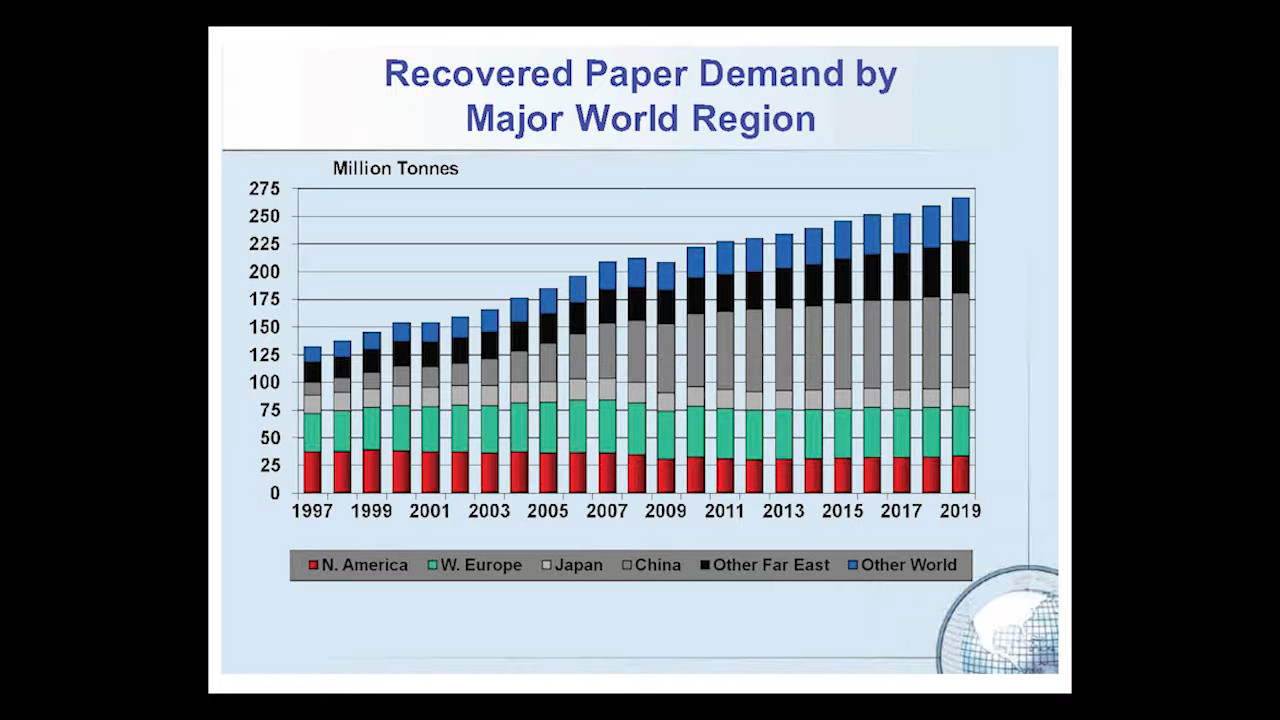 Recovered Paper Demand by
Major World Region
Million Tonnes
275
250
225
200
175
150
125
100
75
50
25
0
1997 1999 2001 2003 2005 2007 2009 2011 2013 2015 2017 2019
N. America W. Europe Japan China Other Far East Other World